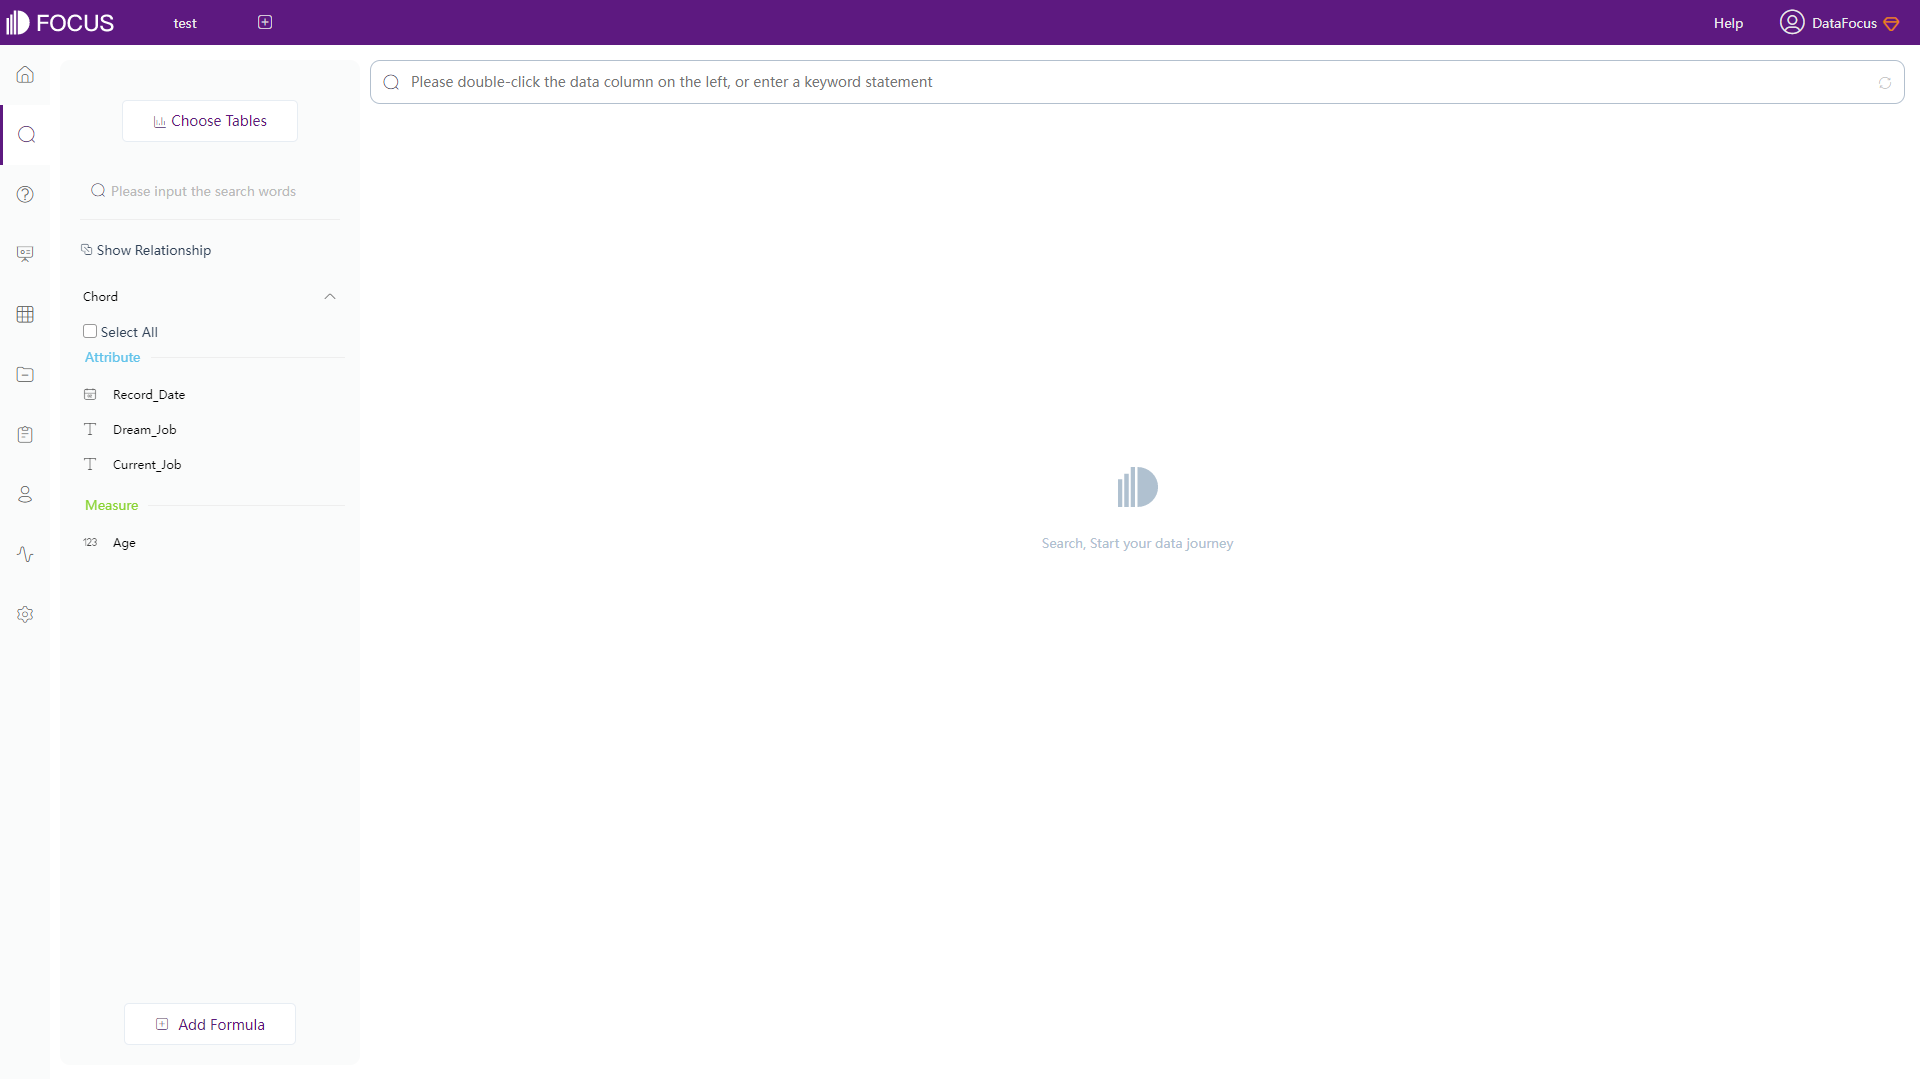 FOCUS
test
Help
DataFocus
Choose Tables
Please double-click the data column on the left, or enter a keyword statement
Please input the search words
Show Relationship
Chord
Select All
Attribute
Record_Date
Dream_Job
Current_Job
Measure
123 Age
Search, Start your data journey
Add Formula